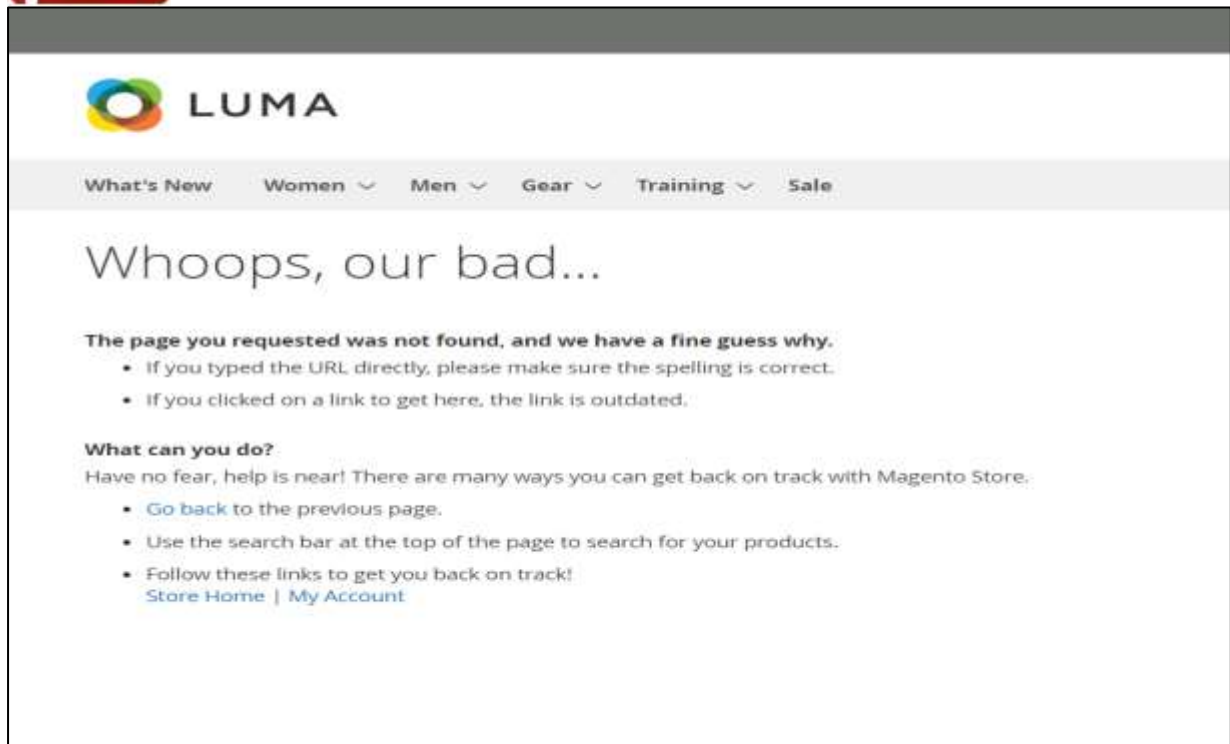 LUMA
What's New Women Men Gear Training Sale
Whoops, our bad...
The page you requested was not found, and we have a fine guess why.
• If you typed the URL directly, please make sure the spelling is correct.
• If you clicked on a link to get here, the link is outdated.
What can you do?
Have no fear, help is near! There are many ways you can get back on track with Magento Store.
• Go back to the previous page.
• Use the search bar at the top of the page to search for your products.
• Follow these links to get you back on track!
Store Home | My Account